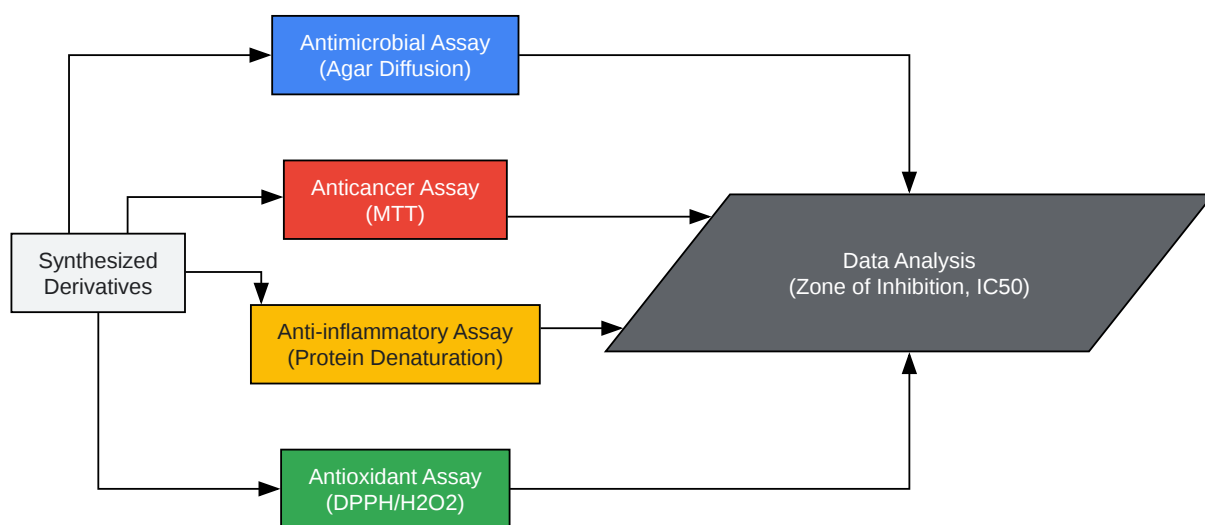 Antimicrobial Assay
(Agar Diffusion)
Anticancer Assay
(MTT)
Synthesized
Derivatives
Data Analysis
(Zone of Inhibition, IC50)
Anti-inflammatory Assay
(Protein Denaturation)
Antioxidant Assay
(DPPH/H2O2)